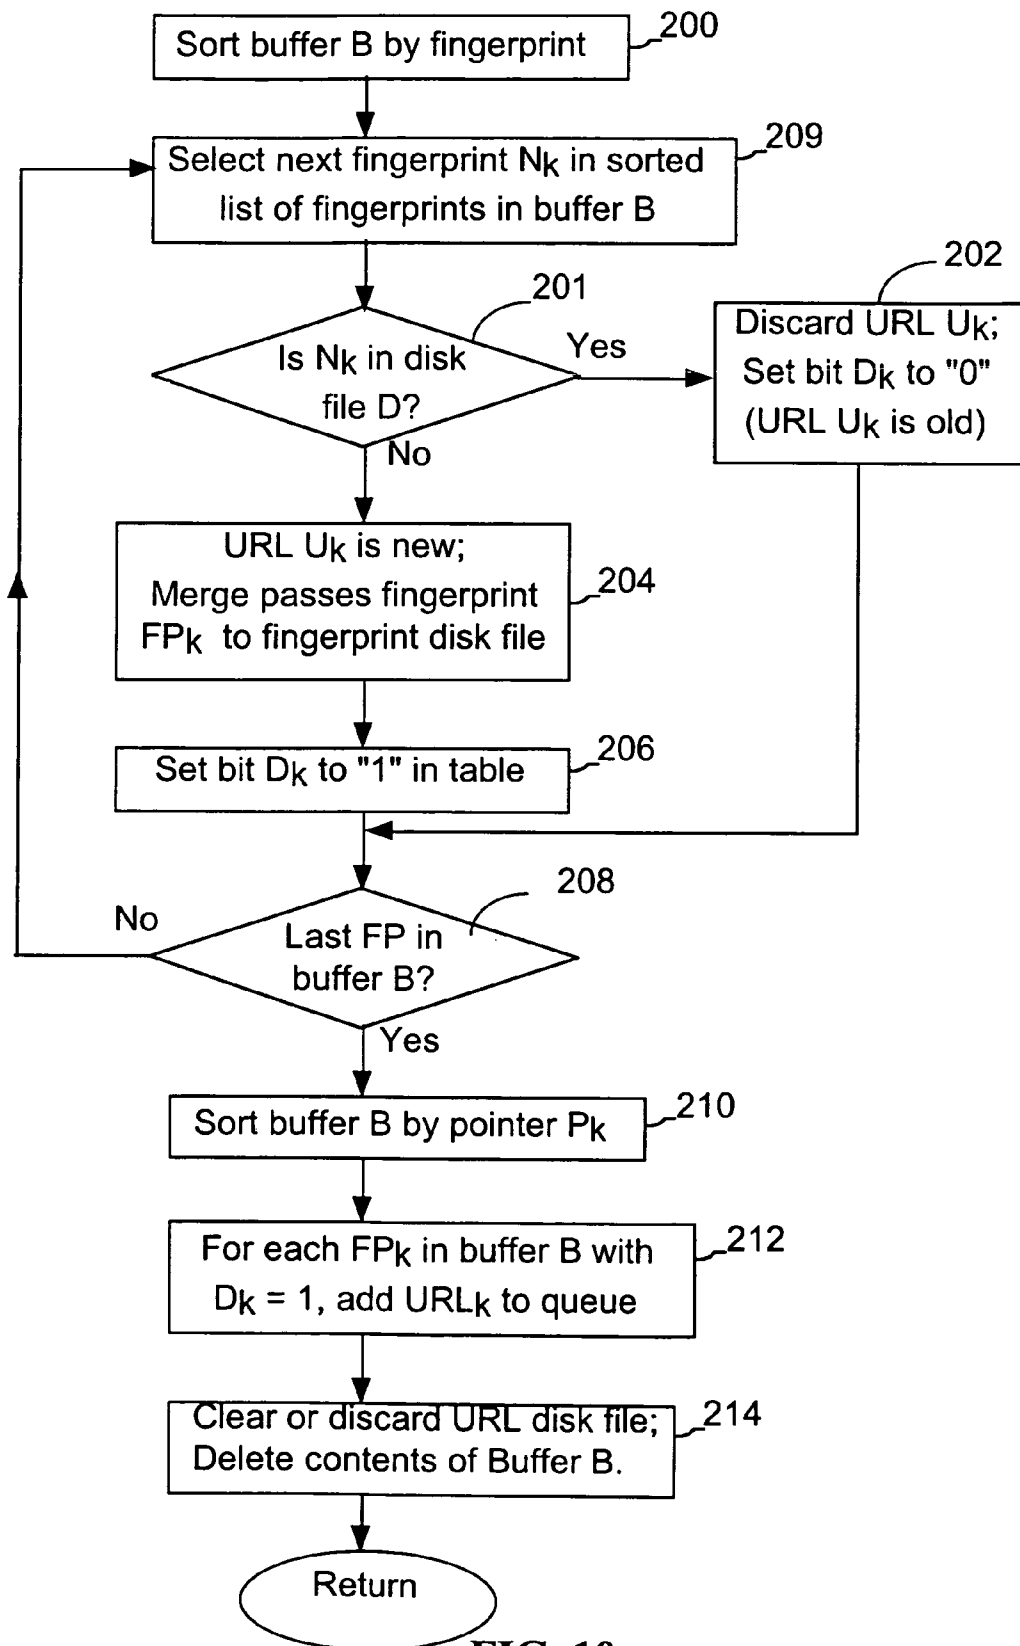 Sort buffer B by fingerprint
200
Select next fingerprint Nk in sorted
list of fingerprints in buffer B
209
201
Is Nk in disk
file D?
Yes
No
202
Discard URL Uk;
Set bit Dk to "0"
(URL Uk is old)
URL Uk is new;
Merge passes fingerprint
FPk to fingerprint disk file
204
Set bit Dk to "1" in table
206
208
Last FP in
buffer B?
No
Yes
Sort buffer B by pointer Pk
210
For each FPk in buffer B with
Dk = 1, add URLk to queue
212
Clear or discard URL disk file;
Delete contents of Buffer B.
214
Return
FIG. 10